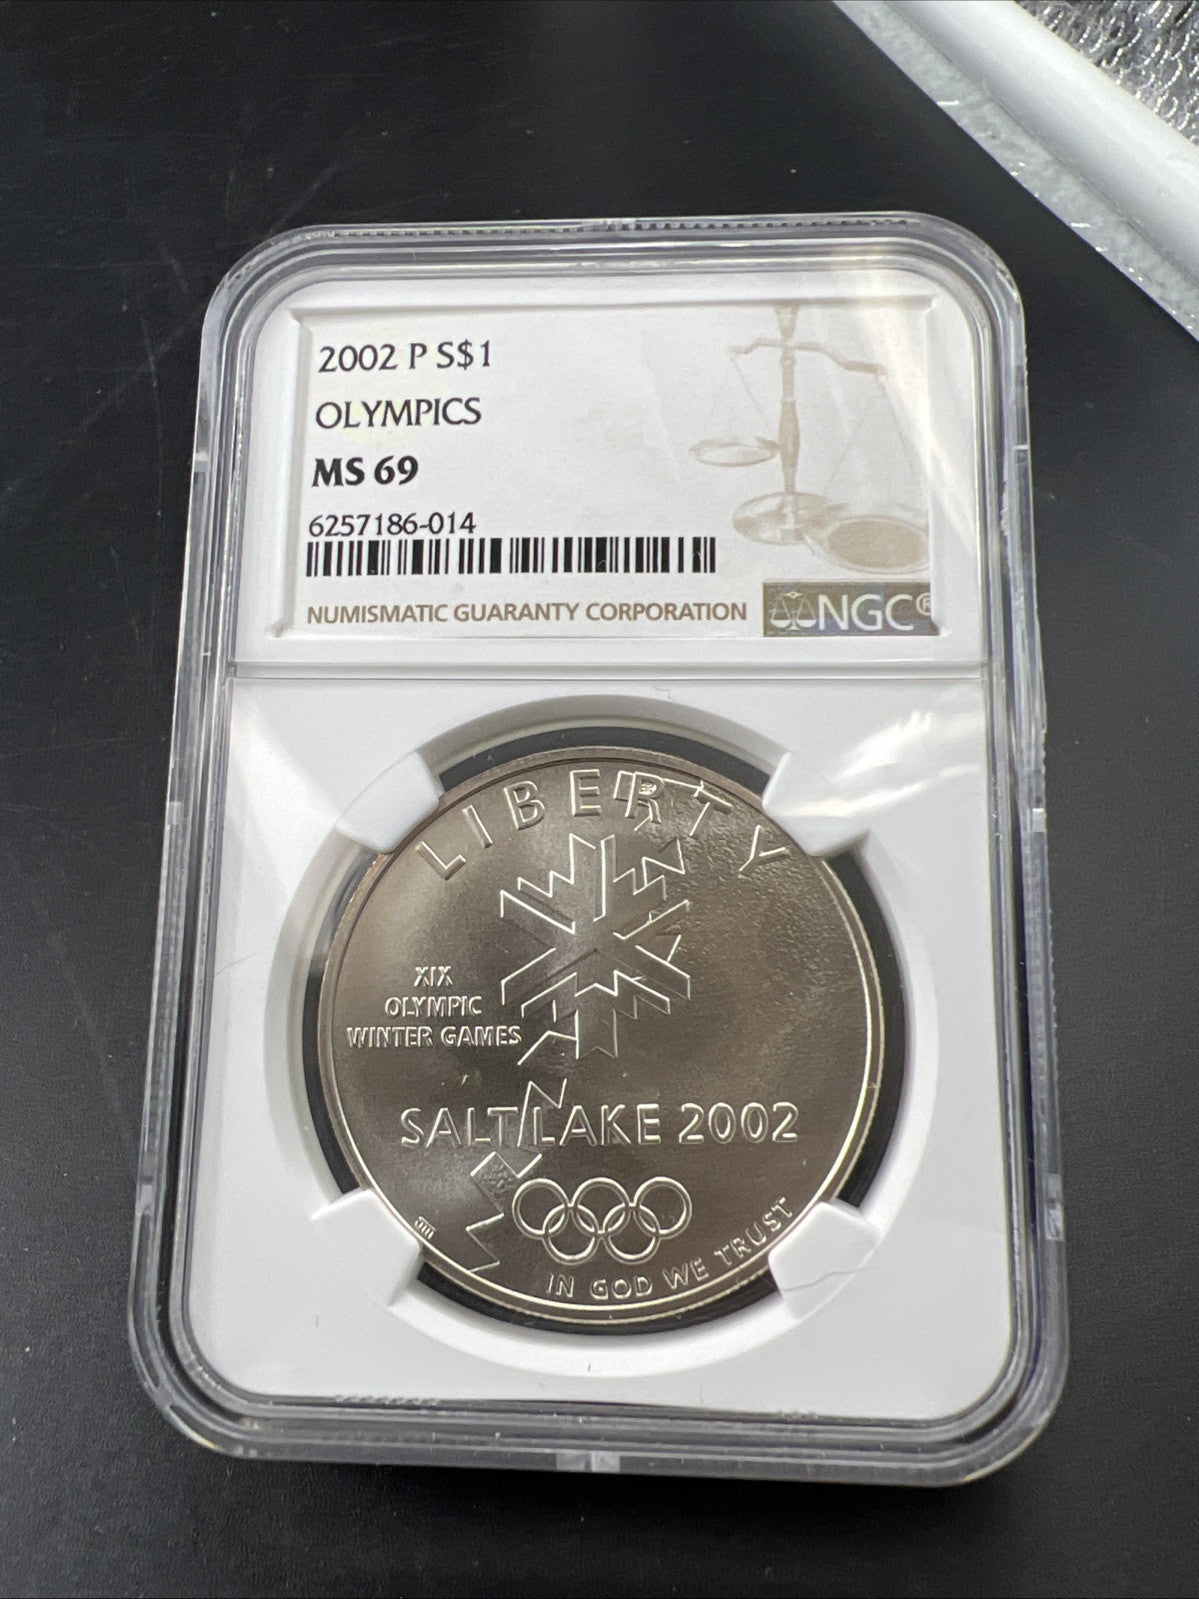 2002 P S$1
OLYMPICS
MS 69
6257186-014
NUMISMATIC GUARANTY CORPORATION NGC®
LIBERTY
XIX
OLYMPIC
WINTER GAMES
SALT LAKE 2002
IN GOD WE TRUST